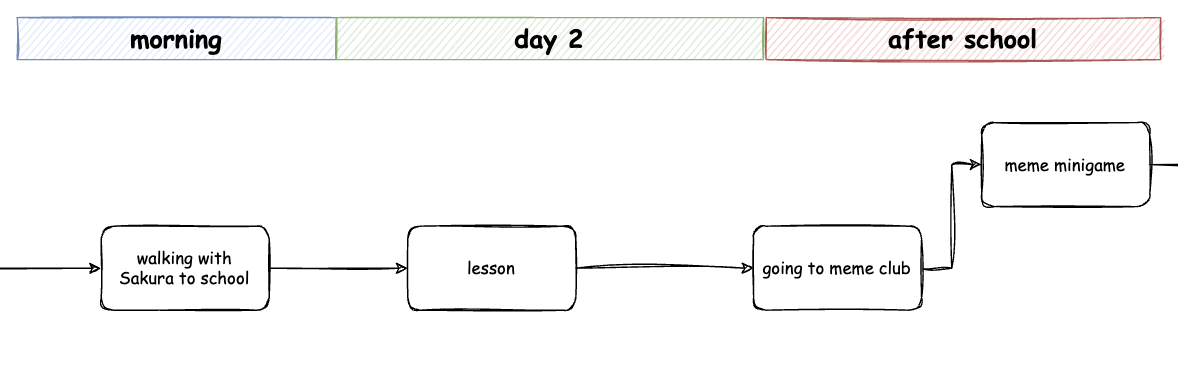 morning
day 2
after school
meme minigame
walking with
Sakura to school
lesson
going to meme club